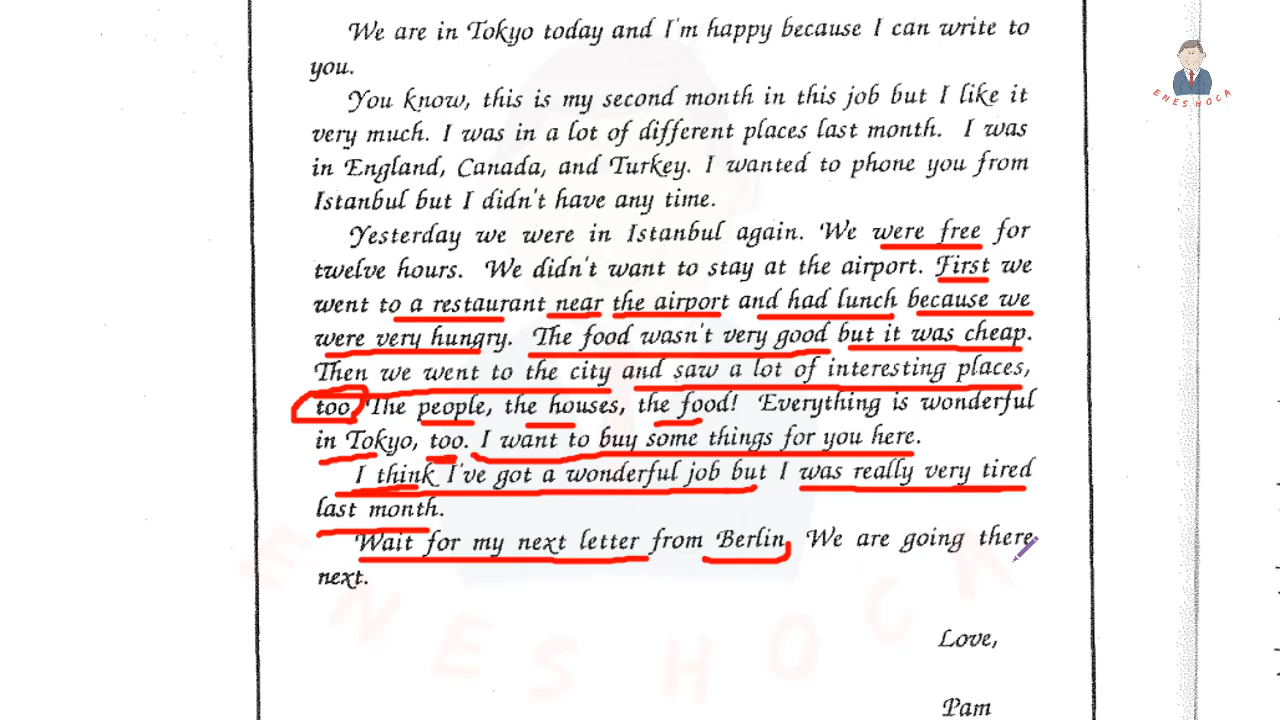 We are in Tokyo today and I'm happy because I can write to
you.
You know, this is my second month in this job but I like it
very much. I was in a lot of different places last month. I was
in England, Canada, and Turkey. I wanted to phone you from
Istanbul but I didn't have any time.
Yesterday we were in Istanbul again. We were free for
twelve hours. We didn't want to stay at the airport. First we
went to a restaurant near the airport and had lunch because we
were very hungry. The food wasn't very good but it was cheap.
Then we went to the city and saw a lot of interesting places,
too. The people, the houses, the food! Everything is wonderful
in Tokyo, too. I want to buy some things for you here.
I think I've got a wonderful job but I was really very tired
last month.
Wait for my next letter from Berlin. We are going there
next.
Love,
Pam
ENES HOCA
ENES HOCA